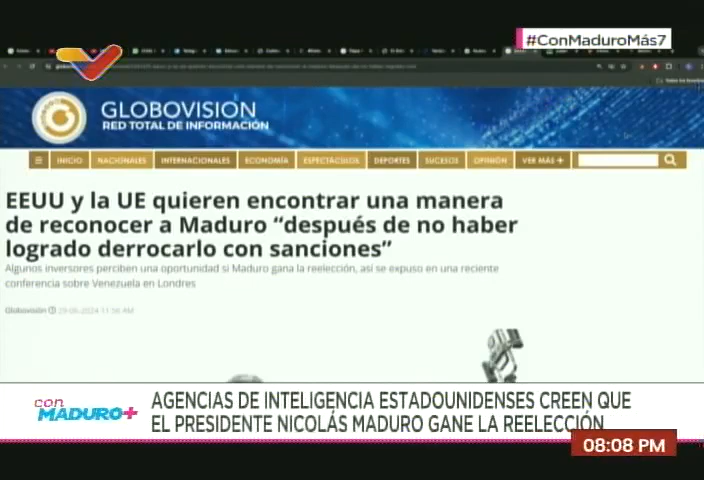 #ConMaduroMás7
GLOBOVISION
RED TOTAL DE INFORMACIÓN
INICIO NACIONALES INTERNACIONALES ECONOMÍA ESPECTÁCULOS DEPORTES SUCESOS OPINIÓN VER MÁS +
EEUU y la UE quieren encontrar una manera
de reconocer a Maduro “después de no haber
logrado derrocarlo con sanciones”
Algunos inversores perciben una oportunidad si Maduro gana la reelección, así se expuso en una reciente
conferencia sobre Venezuela en Londres
Globovisión
con
MADURO+
AGENCIAS DE INTELIGENCIA ESTADOUNIDENSES CREEN QUE
EL PRESIDENTE NICOLÁS MADURO GANE LA REELECCIÓN
08:08 PM